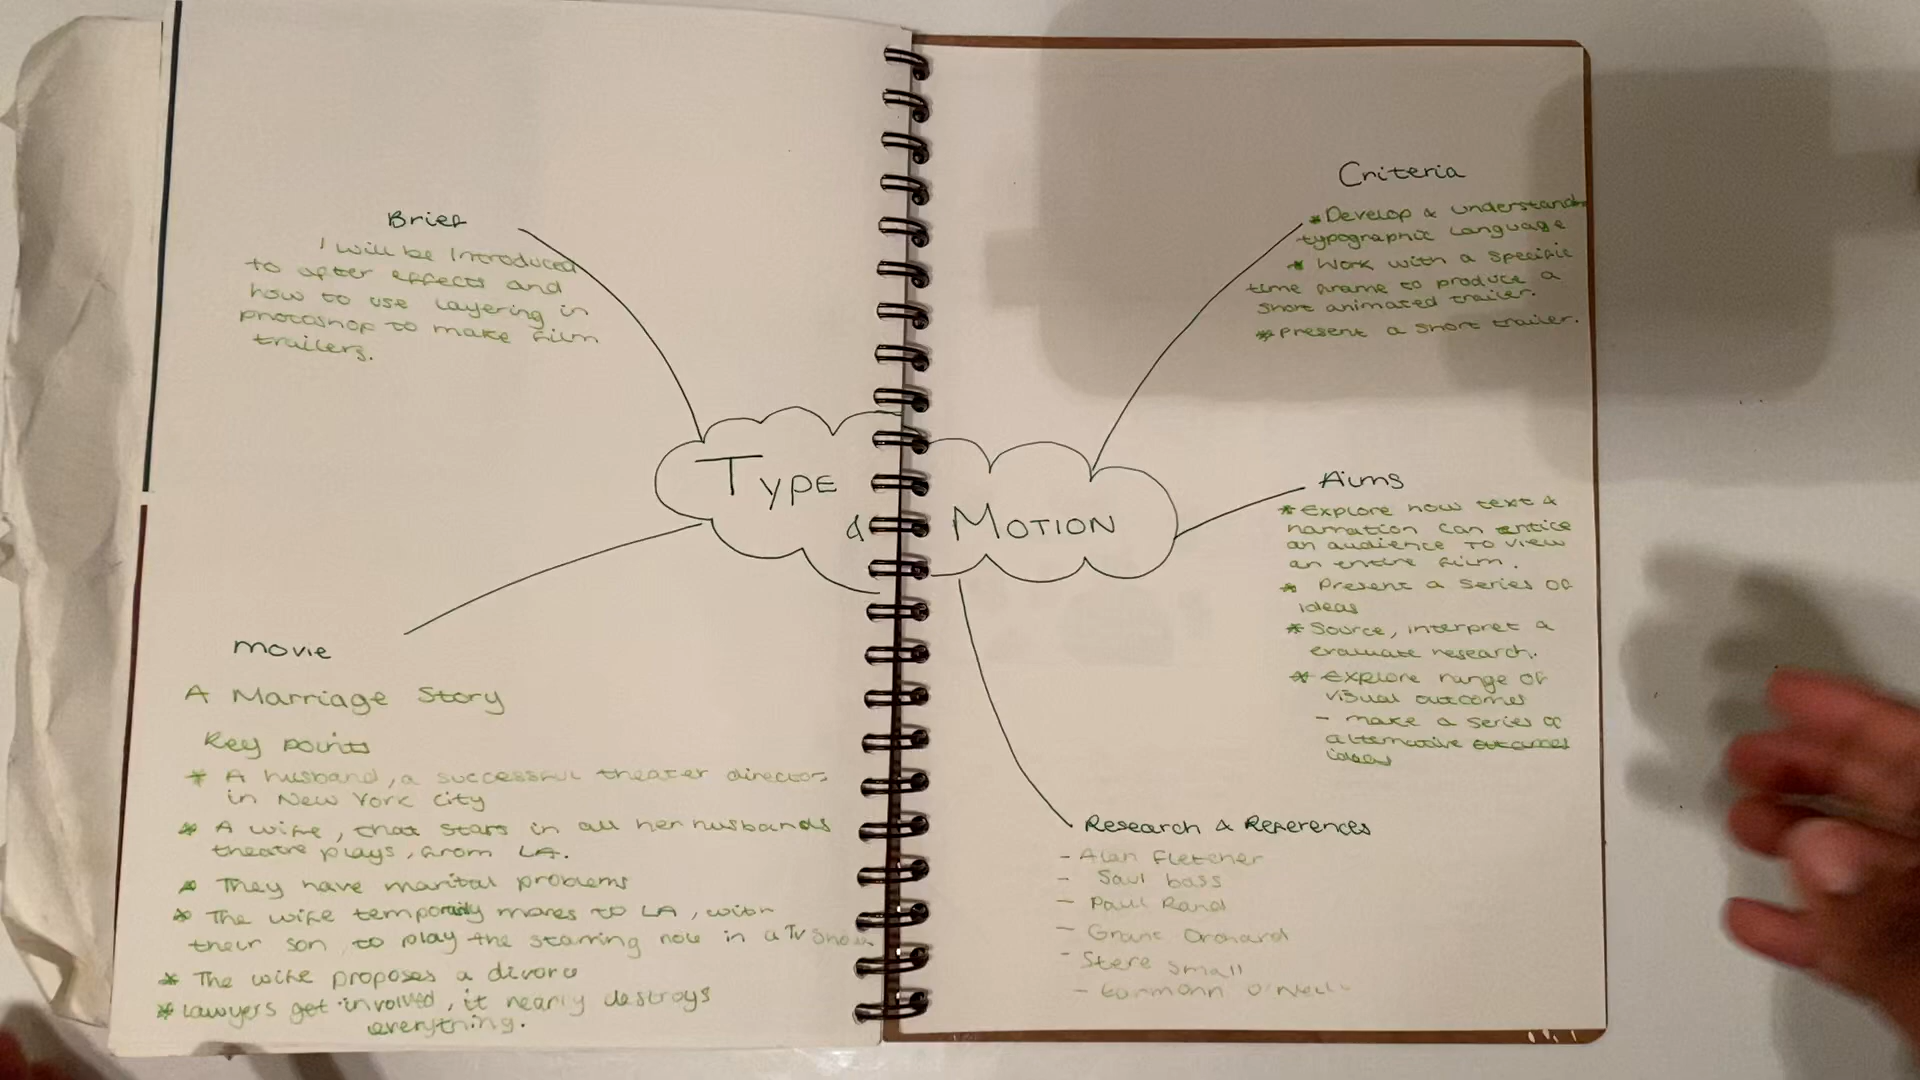 Brief
I will be Introduced
to after effects and
how to use layering in
photoshop to make film
trailers.
TYPE
&
MOTION
movie
A Marriage Story
Key points
* A husband, a successful theater director
in New York City
* A wife, that stars in all her husbands
theatre plays, from LA.
* They have marital problems
* The wife temporarily moves to LA, with
their son to play the starring role in a TV Show
* The wife proposes a divorce
* Lawyers get involved, it nearly destroys
everything.
Criteria
* Develop & understand
typographic language
* Work with a specific
time frame to produce a
short animated trailer.
* Present a short trailer.
Aims
* Explore how text &
narration can entice
an audience to view
an entire film.
* Present a series of
ideas
* Source, interpret &
evaluate research.
* Explore range of
visual outcomes
- make a series of
alternative outcomes
ideas
Research & References
- Alan Fletcher
- Saul bass
- Paul Rand
- Grant Orchard
- Steve Small
- O'Neill